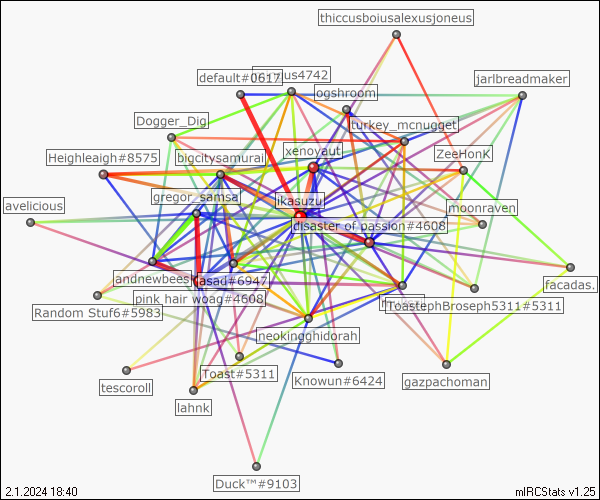 thiccusboiusalexusjoneus
default#0617
us4742
jarlbreadmaker
ogshroom
Dogger_Dig
turkey_mcnugget
xenoyaut
ZeeHonK
Heighleaigh#8575
bigcitysamurai
gregor_samsa
ikasuzu
avelicious
moonraven
disaster of passion#4608
andnewbees
asau#6947
facadas.
pink hair woag#4608
ToastephBroseph5311#5311
Random Stuf6#5983
neokingghidorah
Toast#5311
Knowun#6424
gazpachoman
tescoroll
lahnk
Duck™#9103
2.1.2024 18:40
mIRCStats v1.25